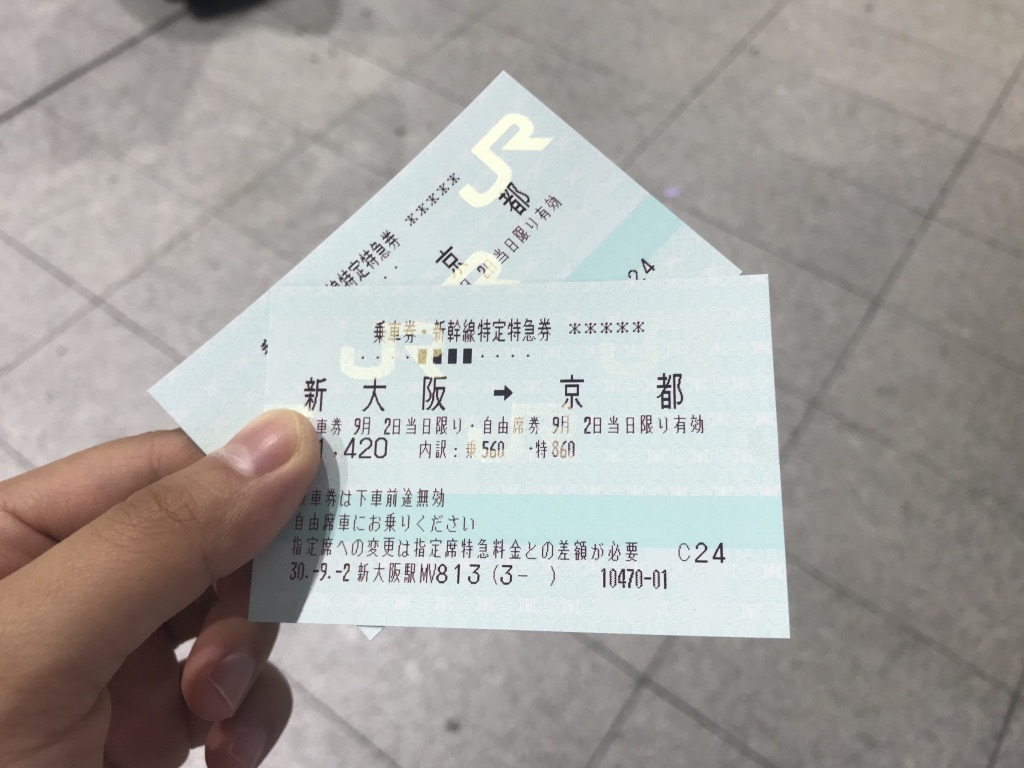 JR
新幹線特定特急券 *****
京 都
2日当日限り有効
24
乗車券・新幹線特定特急券 *****
JR
新大阪 → 京都
車券 9月 2日当日限り・自由席券 9月 2日当日限り有効
1,420 内訳:乗560 ・特860
車券は下車前途無効
自由席車にお乗りください
指定席への変更は指定席特急料金との差額が必要 C24
30.-9.-2 新大阪駅MV813 (3- ) 10470-01